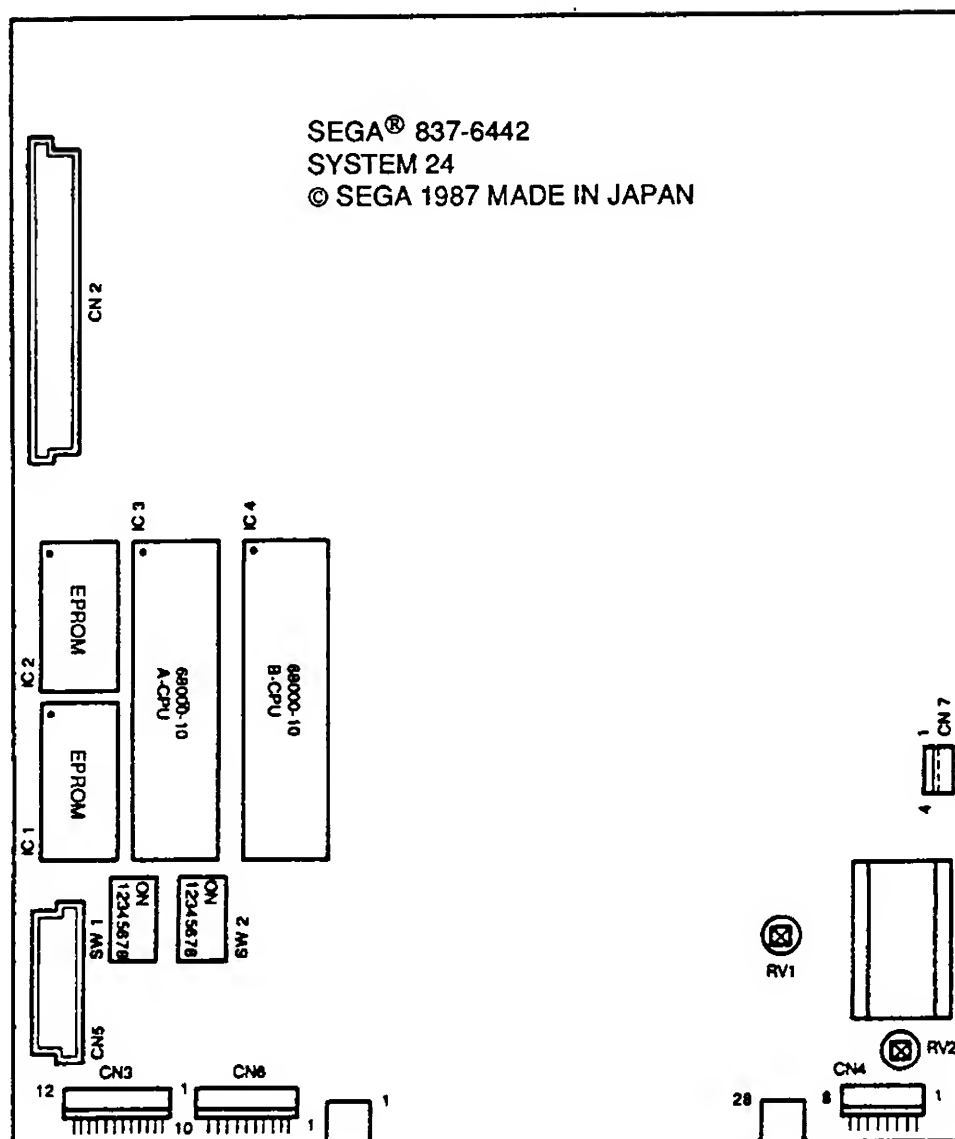 SEGA® 837-6442
SYSTEM 24
© SEGA 1987 MADE IN JAPAN
CN 2
IC 3
IC 4
EPROM
IC 2
68000-10
A-CPU
68000-10
B-CPU
EPROM
IC 1
1
CN 7
4
ON
12345678
SW 1
ON
12345678
SW 2
RV1
CN5
RV2
12
CN3
1
CN6
10
1
1
28
CN4
8
1